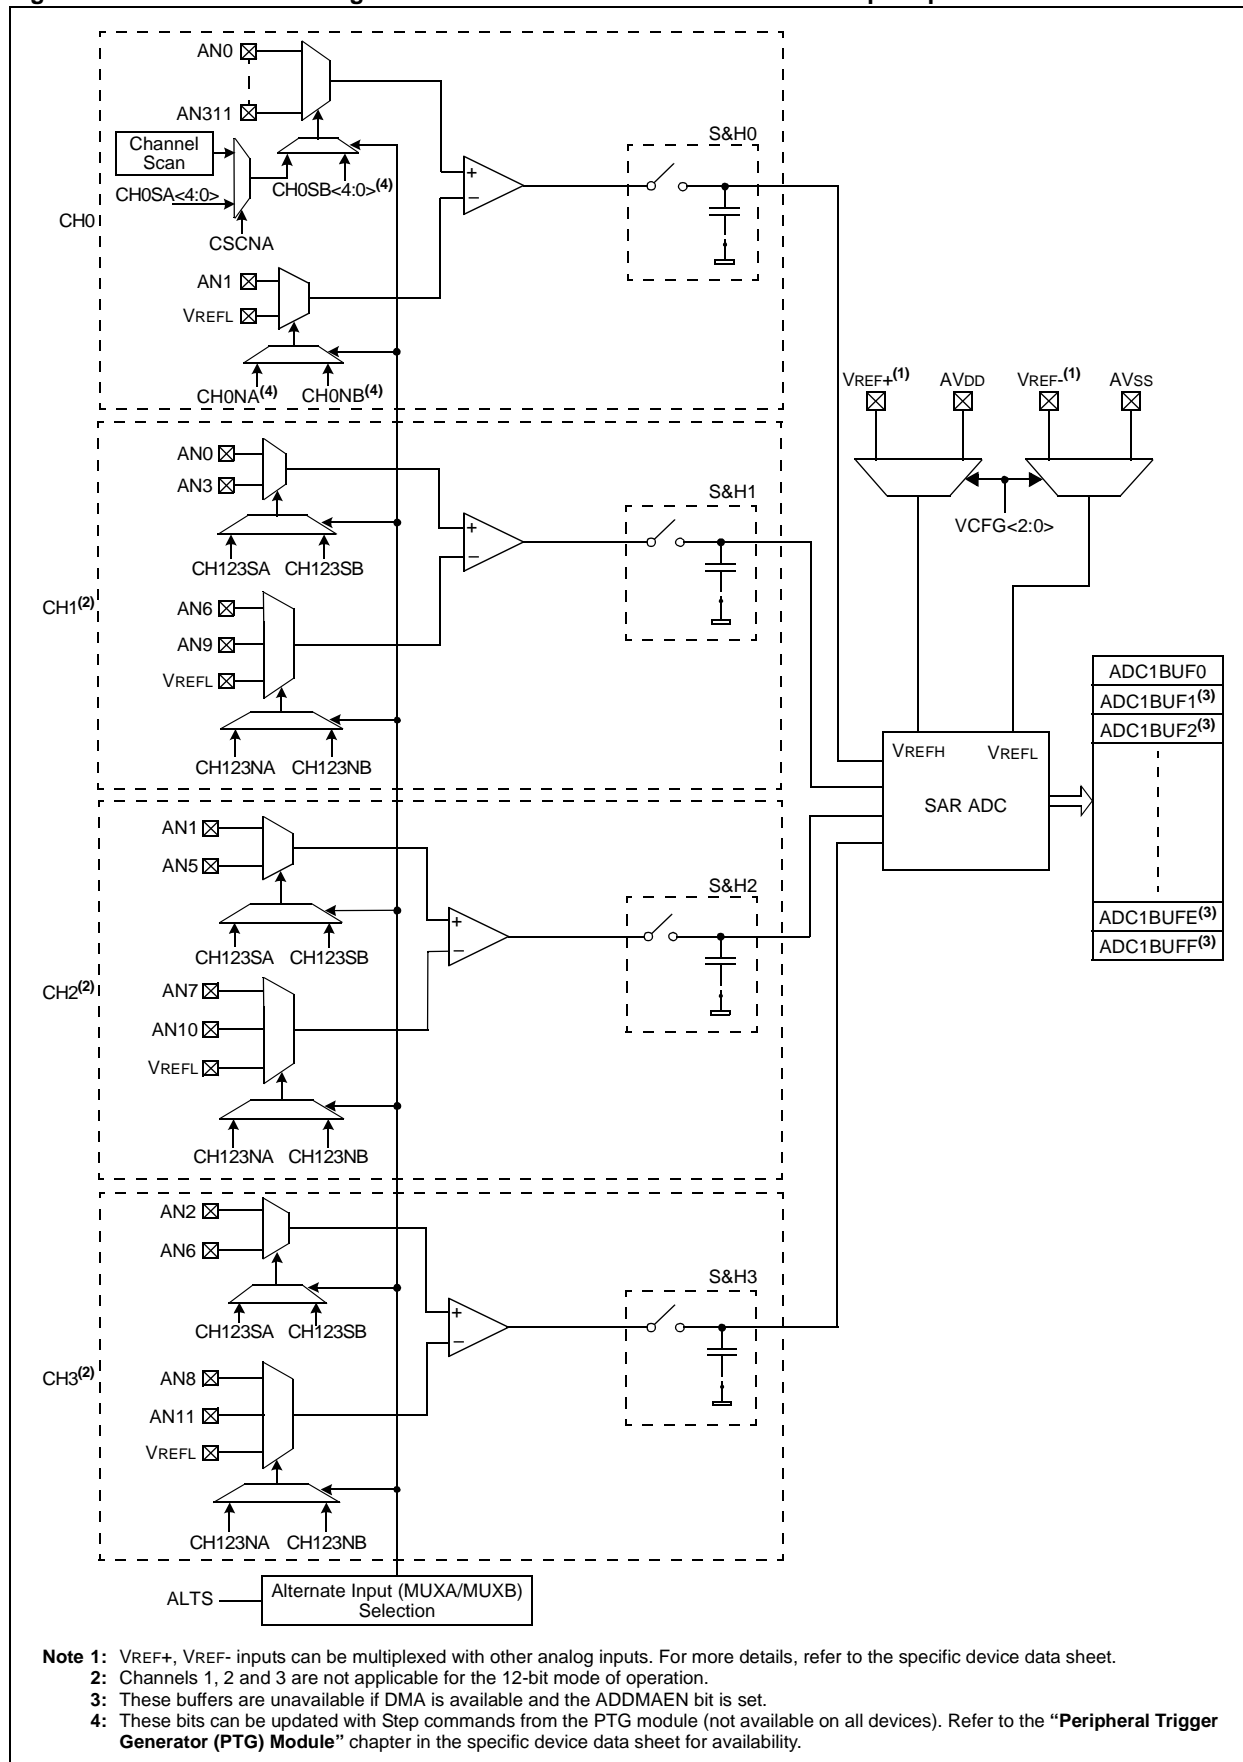 AN0
AN311
Channel
Scan
CH0SA<4:0>
CH0SB<4:0>(4)
CSCNA
CH0
AN1
VREFL
CH0NA(4)
CH0NB(4)
+
−
S&H0
VREF+(1)
AVDD
VREF-(1)
AVSS
VCFG<2:0>
AN0
AN3
CH123SA
CH123SB
CH1(2)
AN6
AN9
VREFL
CH123NA
CH123NB
+
−
S&H1
VREFH
VREFL
SAR ADC
ADC1BUF0
ADC1BUF1(3)
ADC1BUF2(3)
ADC1BUFE(3)
ADC1BUFF(3)
AN1
AN5
CH123SA
CH123SB
CH2(2)
AN7
AN10
VREFL
CH123NA
CH123NB
+
−
S&H2
AN2
AN6
CH123SA
CH123SB
CH3(2)
AN8
AN11
VREFL
CH123NA
CH123NB
+
−
S&H3
ALTS
Alternate Input (MUXA/MUXB)
Selection
Note 1: VREF+, VREF- inputs can be multiplexed with other analog inputs. For more details, refer to the specific device data sheet.
2: Channels 1, 2 and 3 are not applicable for the 12-bit mode of operation.
3: These buffers are unavailable if DMA is available and the ADDMAEN bit is set.
4: These bits can be updated with Step commands from the PTG module (not available on all devices). Refer to the “Peripheral Trigger
Generator (PTG) Module” chapter in the specific device data sheet for availability.